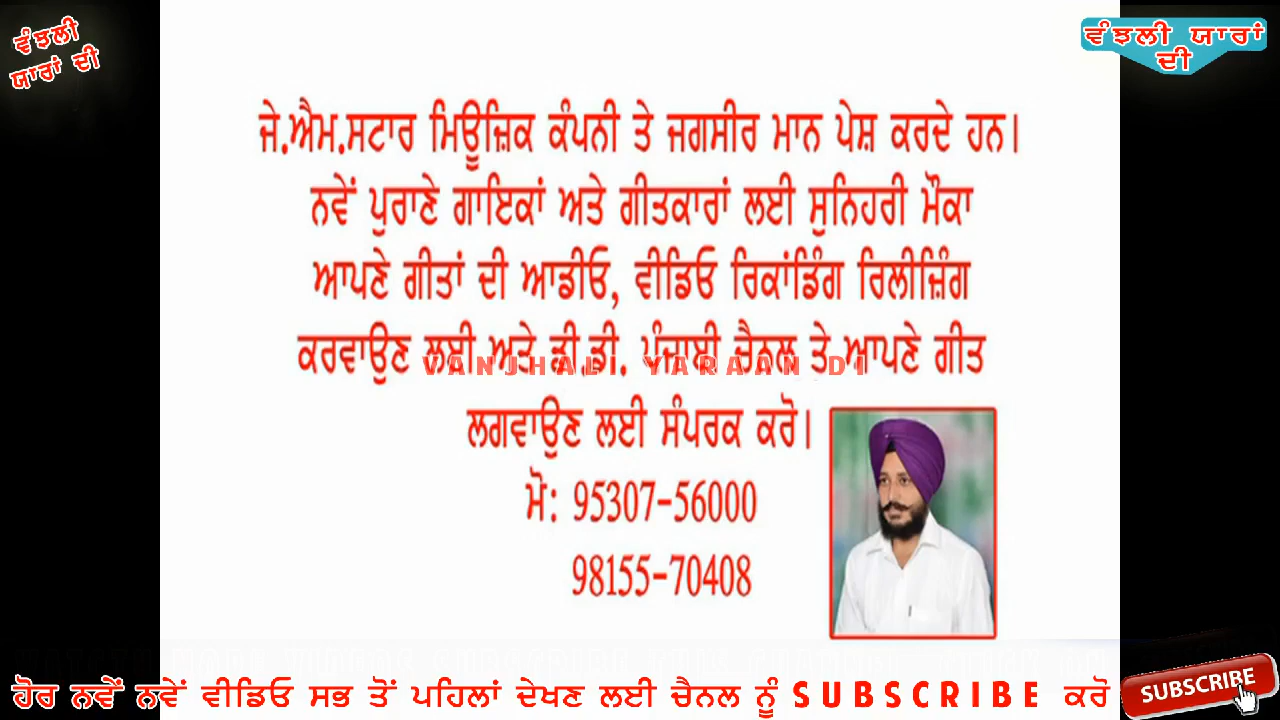 ਵੰਝਲੀ
ਯਾਰਾਂ ਦੀ
ਵੰਝਲੀ ਯਾਰਾਂ
ਦੀ
ਜੇ.ਐਮ.ਸਟਾਰ ਮਿਊਜ਼ਿਕ ਕੰਪਨੀ ਤੇ ਜਗਸੀਰ ਮਾਨ ਪੇਸ਼ ਕਰਦੇ ਹਨ।
ਨਵੇਂ ਪੁਰਾਣੇ ਗਾਇਕਾਂ ਅਤੇ ਗੀਤਕਾਰਾਂ ਲਈ ਸੁਨਿਹਰੀ ਮੌਕਾ
ਆਪਣੇ ਗੀਤਾਂ ਦੀ ਆਡੀਓ, ਵੀਡਿਓ ਰਿਕਾਂਡਿੰਗ ਰਿਲੀਜ਼ਿੰਗ
ਕਰਵਾਉਣ ਲਈ ਅਤੇ ਡੀ.ਡੀ. ਪੰਜਾਬੀ ਚੈਨਲ ਤੇ ਆਪਣੇ ਗੀਤ
VANJHALI YARAAN DI
ਲਗਵਾਉਣ ਲਈ ਸੰਪਰਕ ਕਰੋ।
ਮੋ: 95307-56000
98155-70408
ਹੋਰ ਨਵੇਂ ਨਵੇਂ ਵੀਡਿਓ ਸਭ ਤੋਂ ਪਹਿਲਾਂ ਦੇਖਣ ਲਈ ਚੈਨਲ ਨੂੰ SUBSCRIBE ਕਰੋ
SUBSCRIBE